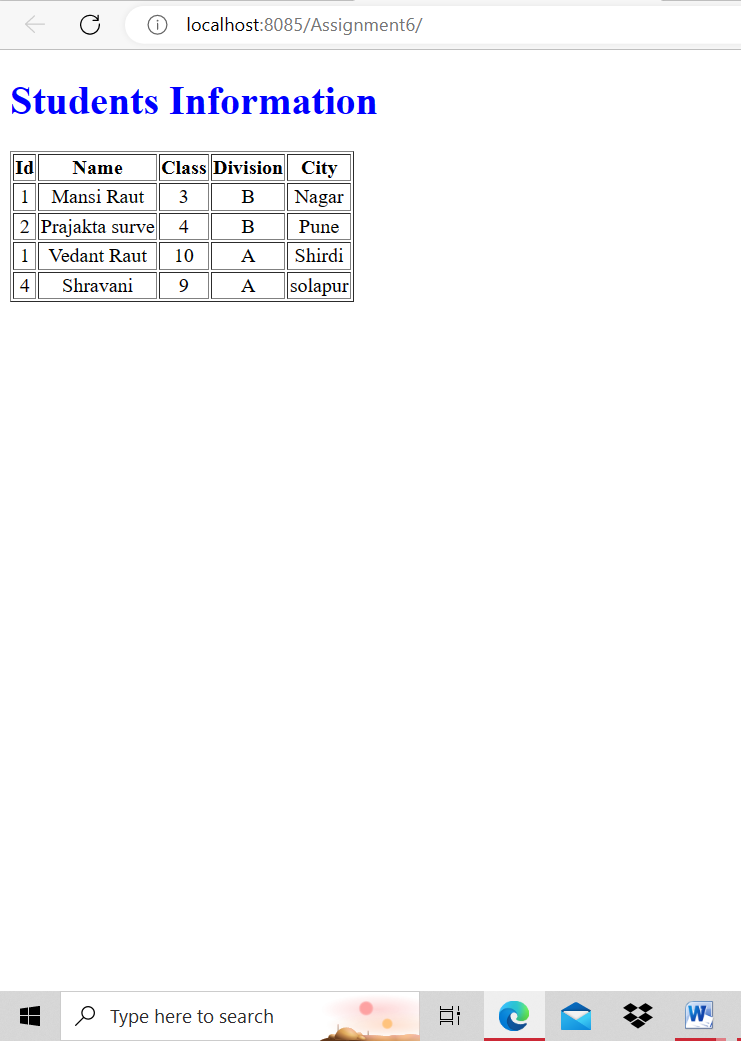 localhost:8085/Assignment6/
Students Information
Id Name Class Division City
1 Mansi Raut 3 B Nagar
2 Prajakta surve 4 B Pune
1 Vedant Raut 10 A Shirdi
4 Shravani 9 A solapur
Type here to search
W